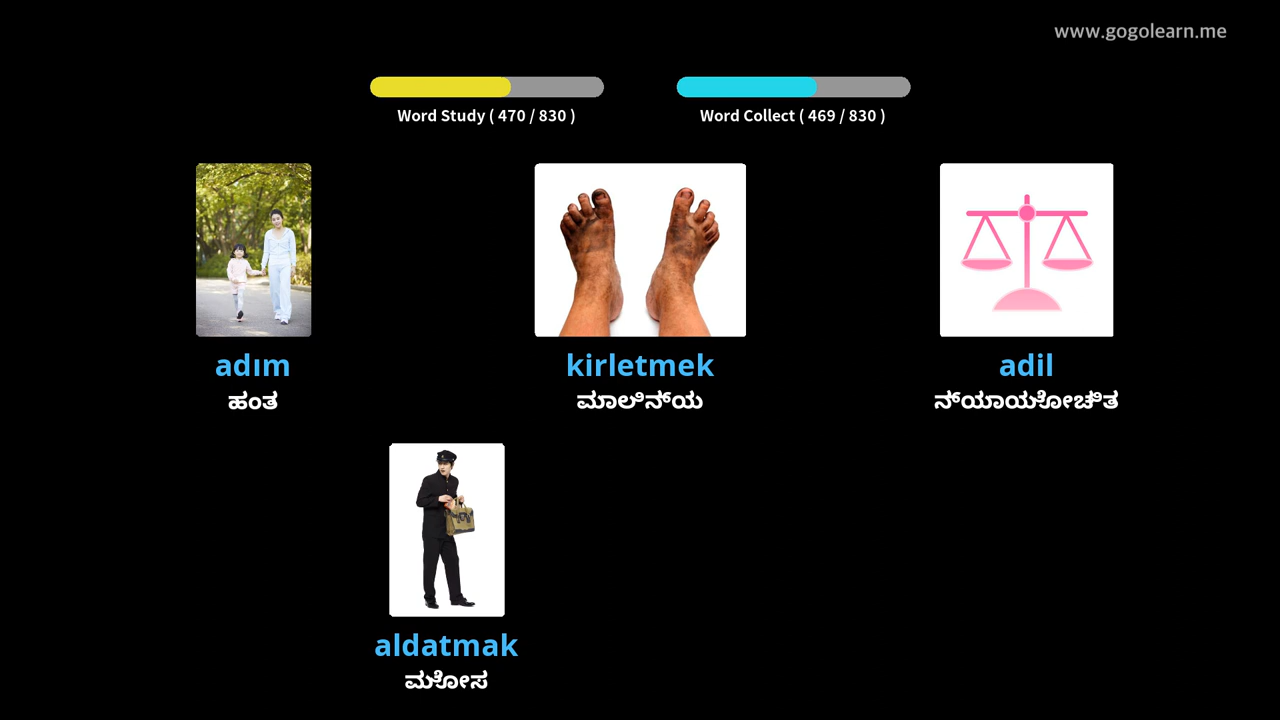 www.gogolearn.me
Word Study ( 470 / 830 )
Word Collect ( 469 / 830 )
adım
ಹಂತ
kirletmek
ಮಾಲಿನ್ಯ
adil
ನ್ಯಾಯೋಚಿತ
aldatmak
ಮೋಸ